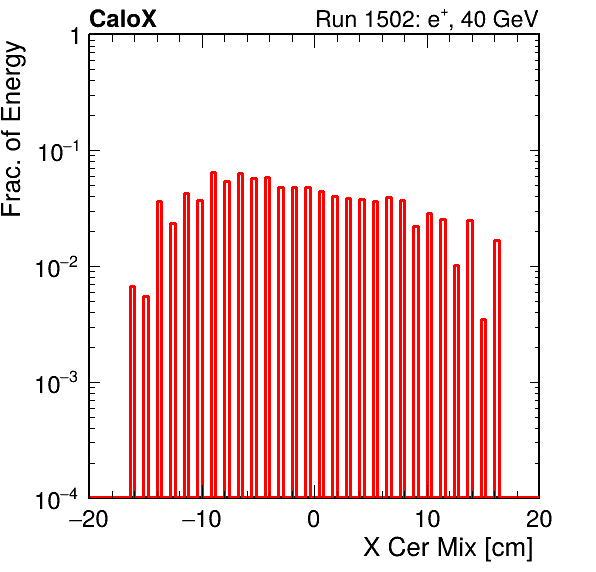 CaloX Run 1502: e⁺, 40 GeV
Frac. of Energy
1
10⁻¹
10⁻²
10⁻³
10⁻⁴
−20 −10 0 10 20
X Cer Mix [cm]